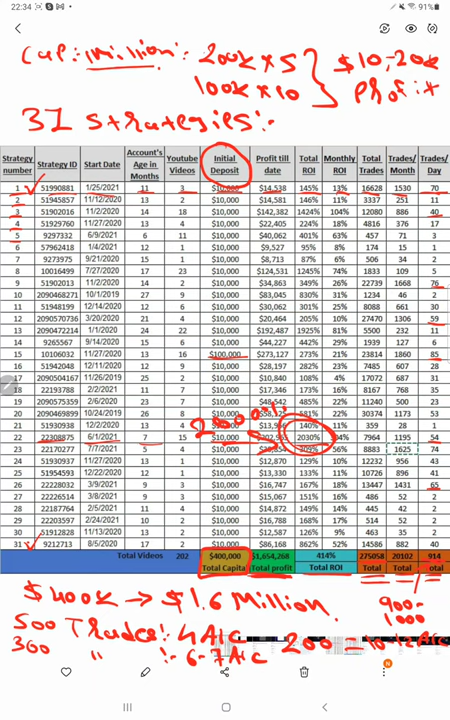 22:34
91%
Cap: 1million: 200k x 5 } $10,-20k
100k x 10 Profit
31 Strategies:-
Strategy number Strategy ID Start Date Account's Age in Months Youtube Videos Initial Deposit Profit till date Total ROI Monthly ROI Total Trades Trades/Month Trades/Day
1 51990881 1/25/2021 11 3 $10,000 $14,538 145% 13% 16628 1530 70
2 51945857 11/12/2020 13 2 $10,000 $14,581 146% 11% 3337 251 11
3 51902016 11/2/2020 14 18 $10,000 $142,382 1424% 104% 12080 886 40
4 51929760 11/27/2020 13 4 $10,000 $22,405 224% 18% 4816 376 17
5 9297332 6/9/2021 6 11 $10,000 $40,062 401% 63% 457 71 3
6 57962418 1/4/2021 12 1 $10,000 $9,527 95% 8% 174 15 1
7 9273975 9/21/2020 15 1 $10,000 $8,713 87% 6% 506 34 2
8 10016499 7/27/2020 17 23 $10,000 $124,531 1245% 74% 1833 109 5
9 51902013 11/2/2020 14 2 $10,000 $34,863 349% 26% 22739 1668 76
10 2090468271 10/1/2019 27 9 $10,000 $83,045 830% 31% 1234 46 2
11 51948199 12/14/2020 12 6 $10,000 $30,062 301% 25% 8088 661 30
12 2090570736 3/20/2020 21 4 $10,000 $20,464 205% 10% 27470 1306 59
13 2090472214 1/1/2020 24 22 $10,000 $192,487 1925% 81% 5500 232 11
14 9265567 9/14/2020 15 6 $10,000 $44,227 442% 29% 1939 127 6
15 10106032 11/27/2020 13 16 $100,000 $273,127 273% 21% 23814 1860 85
16 51942048 12/11/2020 12 9 $10,000 $28,197 282% 23% 7485 607 28
17 2090504167 11/26/2019 25 2 $10,000 $10,840 108% 4% 17072 687 31
18 22193788 2/2/2021 11 7 $10,000 $17,346 173% 16% 8167 768 35
19 2090575359 2/6/2020 23 7 $10,000 485% 22% 11240 500
20 2090469899 10/24/2019 26 8 $10,000 581% 22% 30374 1173
21 51930938 12/2/2020 13 2 $10,000 140% 11% 359 28 1
22 22308875 6/1/2021 7 15 $10,000 2030% 7964 1195 54
23 22170277 7/7/2021 5 4 $10,000 56% 8883 1625 74
24 51930937 11/23/2020 13 1 $10,000 $12,870 129% 10% 12232 956 43
25 51954593 12/22/2020 12 1 $10,000 $13,430 133% 11% 10726 896 41
26 22228032 3/9/2021 9 3 $10,000 $16,747 167% 18% 13447 1431 65
27 22226514 3/8/2021 9 1 $10,000 $15,067 151% 16% 486 52 2
28 22187764 2/5/2021 11 4 $10,000 $14,872 149% 14% 445 42 2
29 22203597 2/24/2021 10 2 $10,000 $16,788 168% 17% 514 52 2
30 51912828 11/13/2020 13 2 $10,000 $12,587 126% 9% 463 35 2
31 9212713 8/5/2020 17 2 $10,000 $86,168 862% 52% 14586 882 40
Total Videos 202 $400,000 $1,654,268 414% 275058 20102 914
Total Capital Total profit Total ROI Total Total Total
$400k → $1.6 Million.
900-
1000
500 Trades:- 4 A/C
200 = 10-12 A/C
300 " :- 6-7 A/C